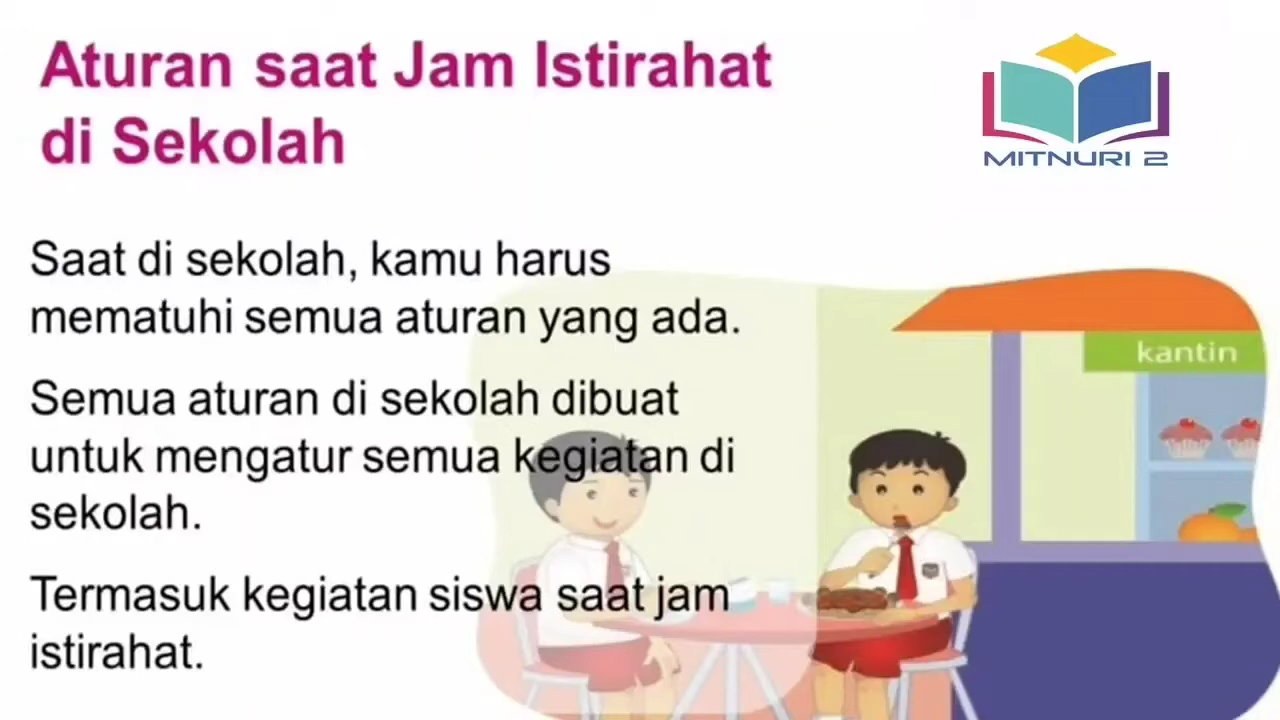 Aturan saat Jam Istirahat
di Sekolah
MITNURI 2
Saat di sekolah, kamu harus
mematuhi semua aturan yang ada.
Semua aturan di sekolah dibuat
untuk mengatur semua kegiatan di
sekolah.
Termasuk kegiatan siswa saat jam
istirahat.
kantin